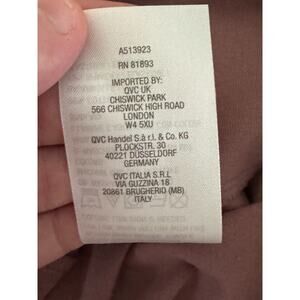 A513923
RN 81893
IMPORTED BY:
QVC UK
CHISWICK PARK
566 CHISWICK HIGH ROAD
LONDON
W4 5XU
QVC Handel S.à r.l. & Co. KG
PLOCKSTR. 30
40221 DÜSSELDORF
GERMANY
QVC ITALIA S.R.L.
VIA GUZZINA 18
20861 BRUGHERIO (MB)
ITALY